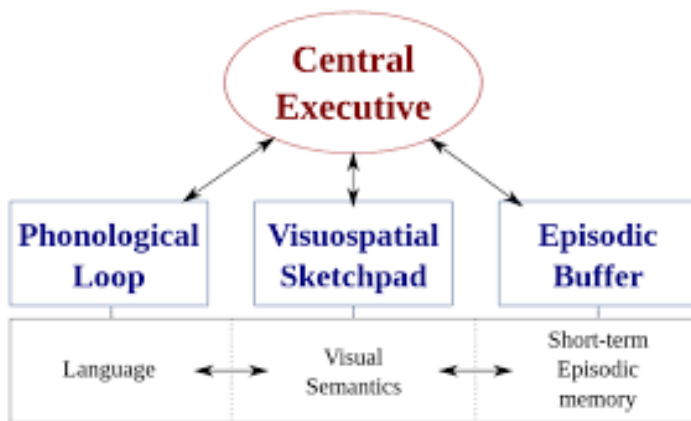 Central
Executive
Phonological
Loop
Visuospatial
Sketchpad
Episodic
Buffer
Language
Visual
Semantics
Short-term
Episodic
memory